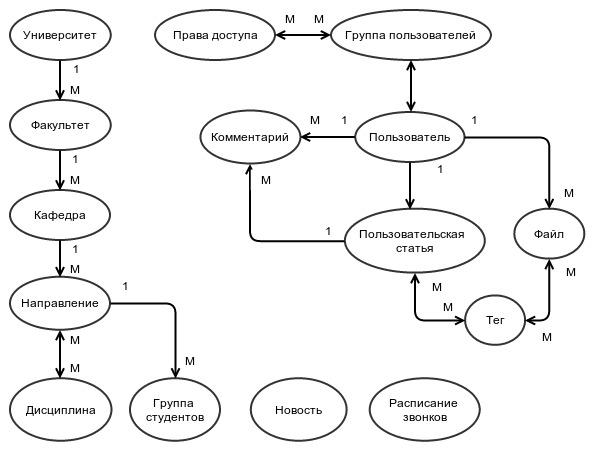 Университет
Права доступа
М М
Группа пользователей
1
М
Факультет
Комментарий
М 1
Пользователь
1
1
М
1
М
М
Кафедра
Пользовательская
статья
1
Файл
1
М
М
М
Направление
1
М
Тег
М
М
М
М
Дисциплина
Группа
студентов
Новость
Расписание
звонков